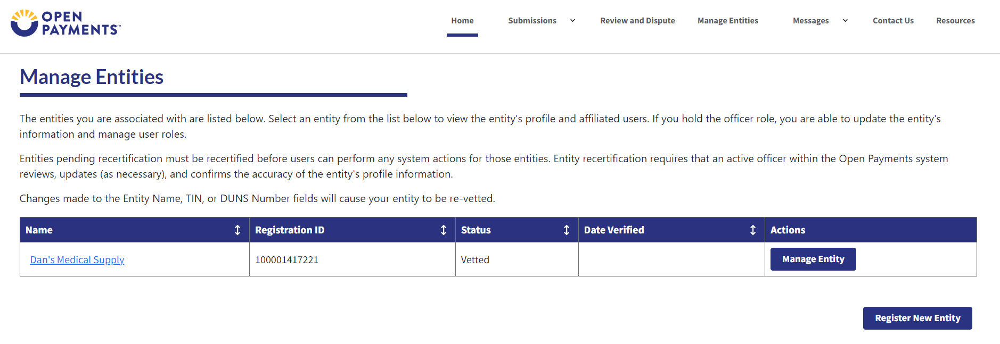 OPEN
PAYMENTS™
Home Submissions Review and Dispute Manage Entities Messages Contact Us Resources
Manage Entities
The entities you are associated with are listed below. Select an entity from the list below to view the entity's profile and affiliated users. If you hold the officer role, you are able to update the entity's
information and manage user roles.
Entities pending recertification must be recertified before users can perform any system actions for those entities. Entity recertification requires that an active officer within the Open Payments system
reviews, updates (as necessary), and confirms the accuracy of the entity's profile information.
Changes made to the Entity Name, TIN, or DUNS Number fields will cause your entity to be re-vetted.
Name Registration ID Status Date Verified Actions
Dan's Medical Supply 100001417221 Vetted Manage Entity
Register New Entity